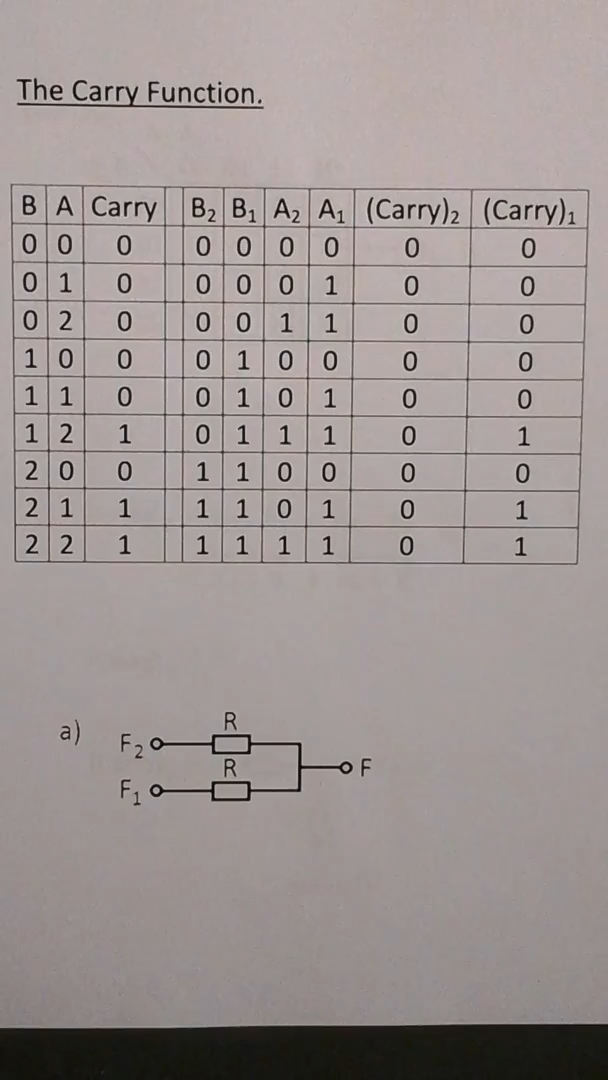 The Carry Function.
B A Carry B₂ B₁ A₂ A₁ (Carry)₂ (Carry)₁
0 0 0 0 0 0 0 0 0
0 1 0 0 0 0 1 0 0
0 2 0 0 0 1 1 0 0
1 0 0 0 1 0 0 0 0
1 1 0 0 1 0 1 0 0
1 2 1 0 1 1 1 0 1
2 0 0 1 1 0 0 0 0
2 1 1 1 1 0 1 0 1
2 2 1 1 1 1 1 0 1
R
a) F₂ F
R
F₁